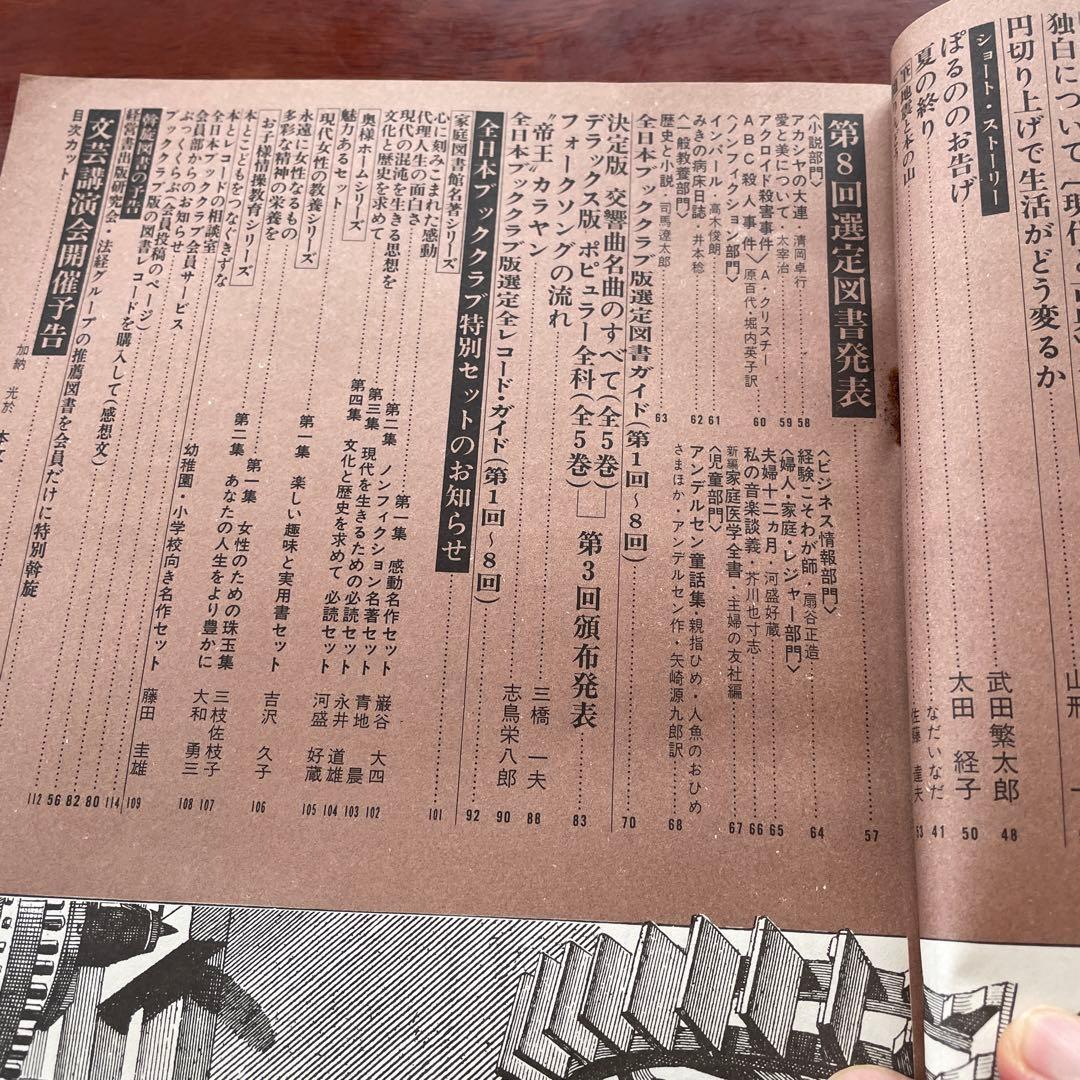 独白について
円切り上げで生活がどう変るか
武田繁太郎
48
ショート・ストーリー
ぽるののお告げ
太田 経子
50
夏の終り
なだいなだ
41
佐藤 達夫
63
第8回選定図書発表
57
〈小説部門〉
アカシヤの大連・清岡卓行
58
愛と美について・太宰治
59
アクロイド殺害事件
ABC殺人事件
A・クリスチー
原百代・堀内英子訳
60
〈ノンフィクション部門〉
インパール・高木俊朗
61
みきの病床日誌・井本稔
62
〈一般教養部門〉
歴史と小説・司馬遼太郎
63
〈ビジネス情報部門〉
経験こそわが師・扇谷正造
64
〈婦人・家庭・レジャー部門〉
夫婦十二ヵ月・河盛好蔵
65
私の音楽談義・芥川也寸志
66
新編家庭医学全書・主婦の友社編
67
〈児童部門〉
アンデルセン童話集・親指ひめ・人魚のおひめ
さまほか・アンデルセン作・矢崎源九郎訳
68
全日本ブッククラブ版選定図書ガイド(第1回〜8回)
70
決定版 交響曲名曲のすべて(全5巻)
デラックス版 ポピュラー全科(全5巻)
第3回頒布発表
83
フォークソングの流れ
三橋 一夫
88
“帝王”カラヤン
志鳥栄八郎
90
全日本ブッククラブ版選定全レコード・ガイド(第1回〜8回)
92
全日本ブッククラブ特別セットのお知らせ
101
家庭図書館名著シリーズ
心に刻みこまれた感動
第一集 感動名作セット
巌谷 大四
102
代理人生の面白さ
第二集 ノンフィクション名著セット
青地 晨
103
現代の混沌を生きる思想を
第三集 現代を生きるための必読セット
永井 道雄
104
文化と歴史を求めて
第四集 文化と歴史を求めて 必読セット
河盛 好蔵
105
奥様ホームシリーズ
魅力あるセット
第一集 楽しい趣味と実用書セット
吉沢 久子
106
現代女性の教養シリーズ
永遠に女性なるもの
第一集 女性のための珠玉集
三枝佐枝子
107
多彩な精神の栄養を
第二集 あなたの人生をより豊かに
大和 勇三
108
お子様情操教育シリーズ
本とこどもをつなぐきずな
幼稚園・小学校向き名作セット
藤田 圭雄
109
本とレコードの相談室
全日本ブッククラブ会員サービス
会員部からのお知らせ
114
ぶっくくらぶ(会員投稿のページ)
80
ブッククラブ版の図書レコードを購入して(感想文)
82
斡旋図書の予告
経営書出版研究会・法経グループの推薦図書を会員だけに特別斡旋
56
文芸講演会開催予告
112
目次カット
加納 光於